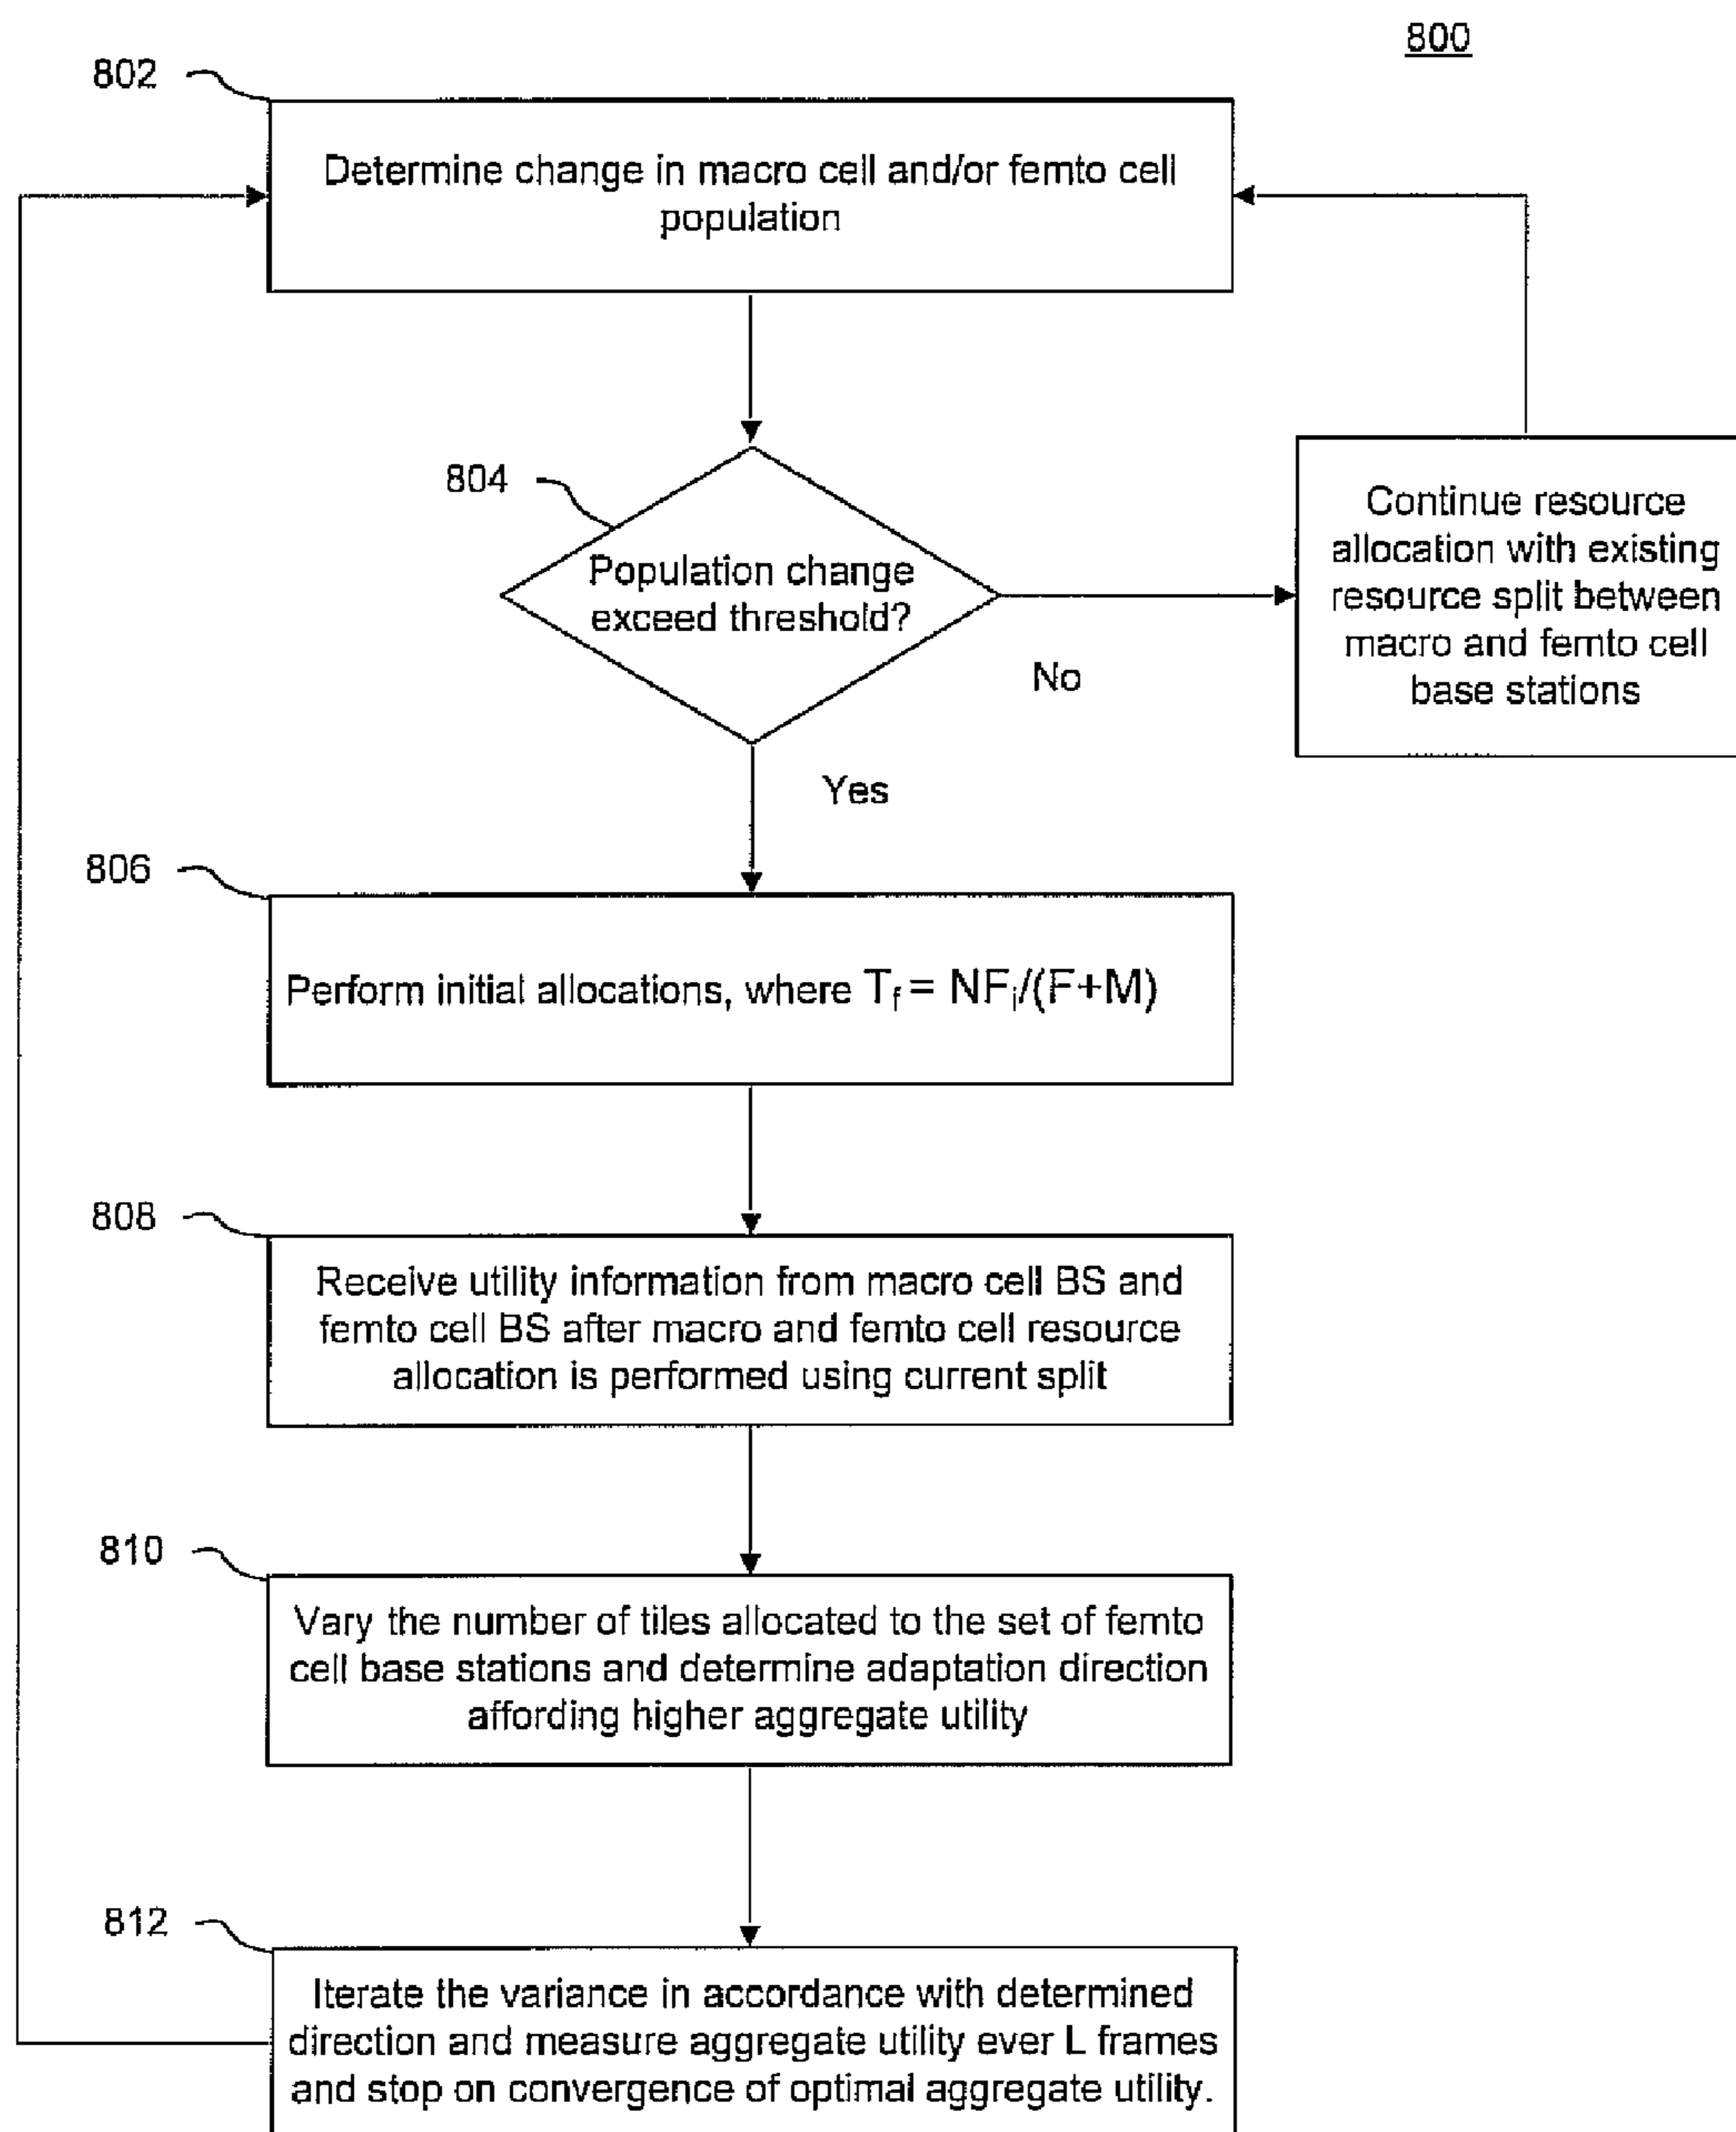 800
802
Determine change in macro cell and/or femto cell
population
804
Population change
exceed threshold?
No
Continue resource
allocation with existing
resource split between
macro and femto cell
base stations
Yes
806
Perform initial allocations, where Tf = NFi/(F+M)
808
Receive utility information from macro cell BS and
femto cell BS after macro and femto cell resource
allocation is performed using current split
810
Vary the number of tiles allocated to the set of femto
cell base stations and determine adaptation direction
affording higher aggregate utility
812
Iterate the variance in accordance with determined
direction and measure aggregate utility ever L frames
and stop on convergence of optimal aggregate utility.